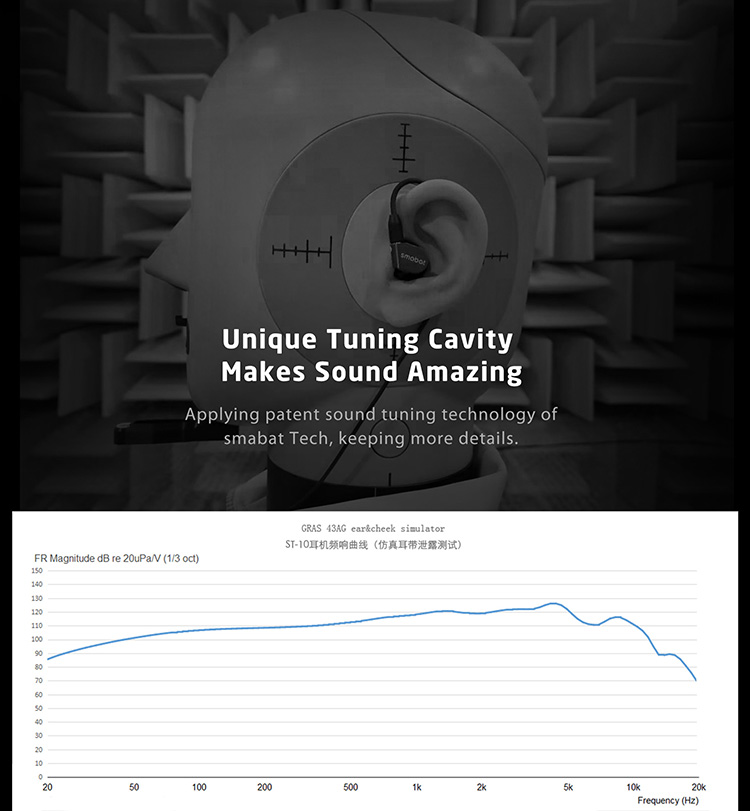 smabat
Unique Tuning Cavity
Makes Sound Amazing
Applying patent sound tuning technology of
smabat Tech, keeping more details.
GRAS 43AG ear&cheek simulator
ST-10耳机频响曲线（仿真耳带泄露测试）
FR Magnitude dB re 20uPa/V (1/3 oct)
150
140
130
120
110
100
90
80
70
60
50
40
30
20
10
0
20 50 100 200 500 1k 2k 5k 10k 20k
Frequency (Hz)